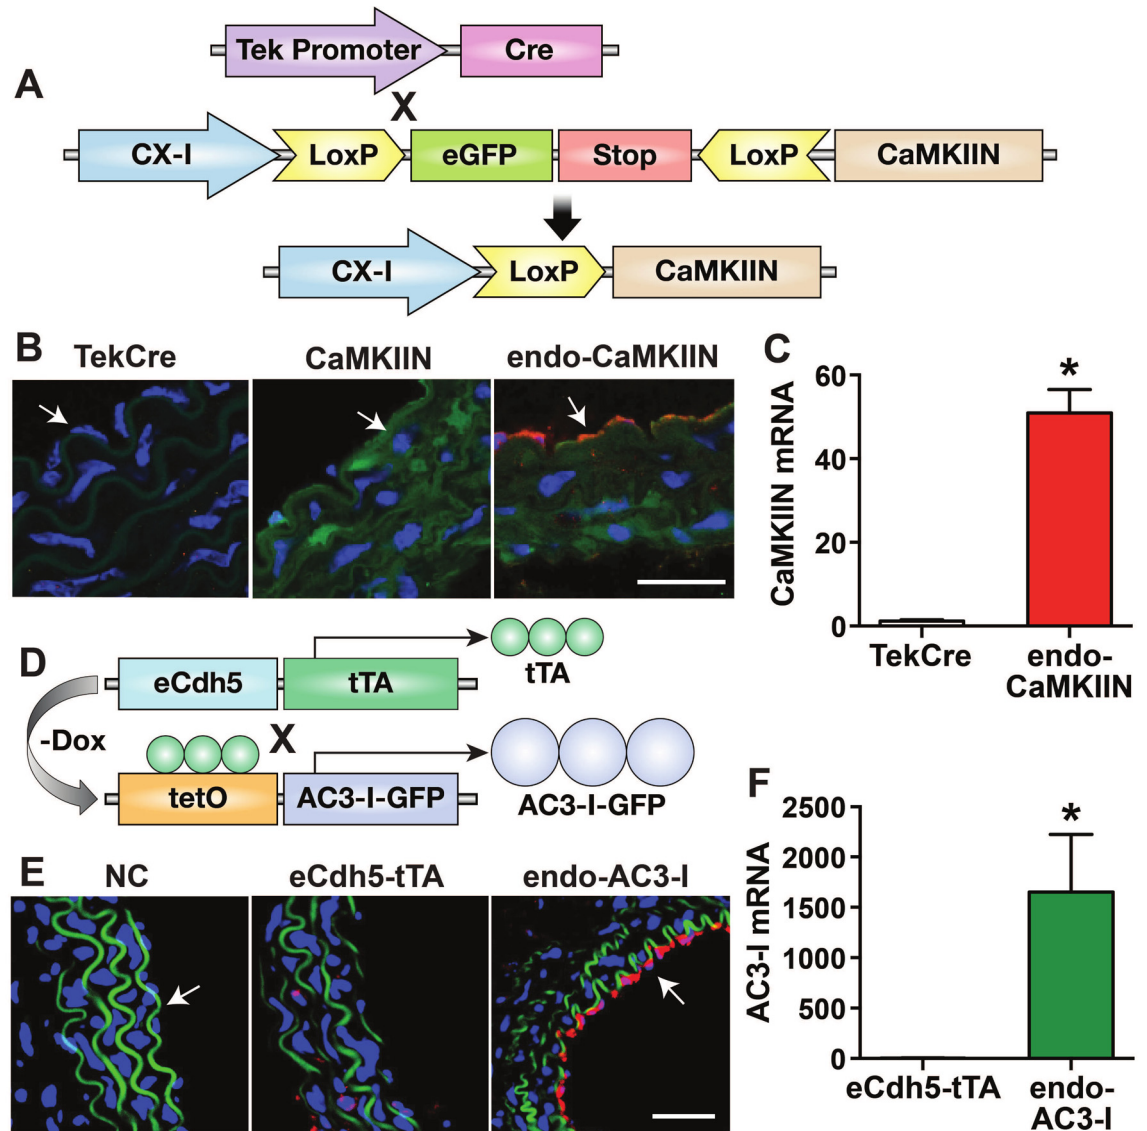 A
Tek Promoter Cre
X
CX-I LoxP eGFP Stop LoxP CaMKIIN
CX-I LoxP CaMKIIN
B
TekCre CaMKIIN endo-CaMKIIN
C
CaMKIIN mRNA
60
40
20
0
*
TekCre endo-
CaMKIIN
D
eCdh5 tTA
tTA
-Dox
X
tetO AC3-I-GFP
AC3-I-GFP
E
NC eCdh5-tTA endo-AC3-I
F
AC3-I mRNA
2500
2000
1500
1000
500
0
*
eCdh5-tTA endo-
AC3-I